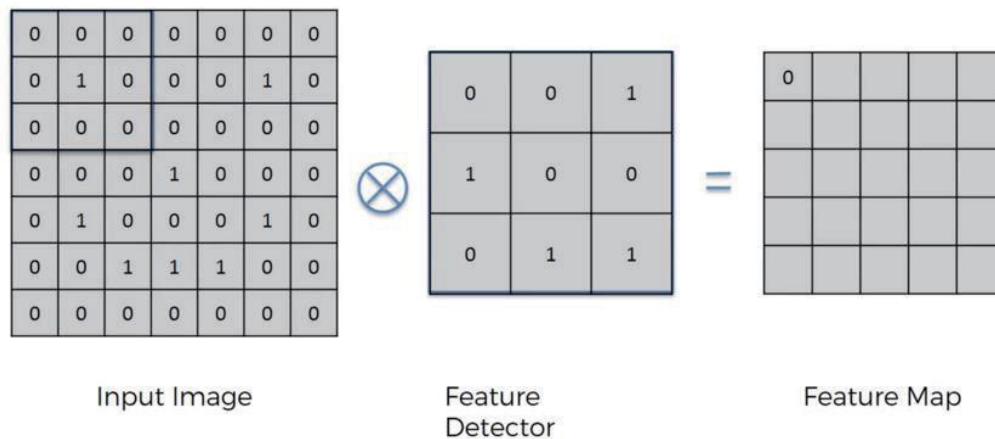 0 0 0 0 0 0 0
0 1 0 0 0 1 0
0 0 0 0 0 0 0
0 0 0 1 0 0 0
0 1 0 0 0 1 0
0 0 1 1 1 0 0
0 0 0 0 0 0 0
0 0 1
1 0 0
0 1 1
=
0
Input Image
Feature
Detector
Feature Map